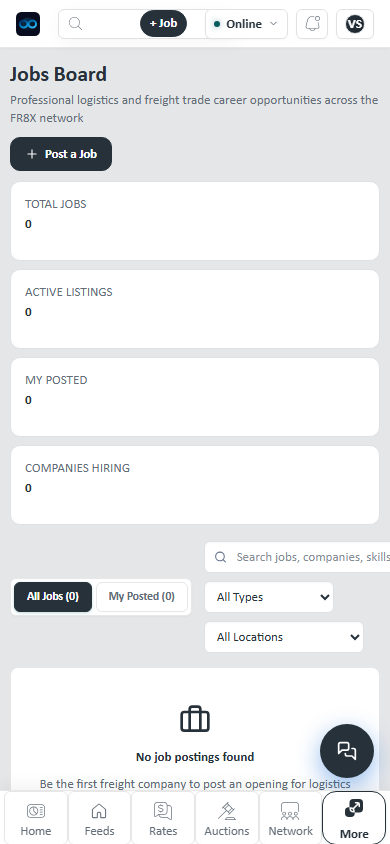 + Job
Online
VS
Jobs Board
Professional logistics and freight trade career opportunities across the
FR8X network
+ Post a Job
TOTAL JOBS
0
ACTIVE LISTINGS
0
MY POSTED
0
COMPANIES HIRING
0
Search jobs, companies, skills
All Jobs (0)
My Posted (0)
All Types
All Locations
No job postings found
Be the first freight company to post an opening for logistics
Home
Feeds
Rates
Auctions
Network
More